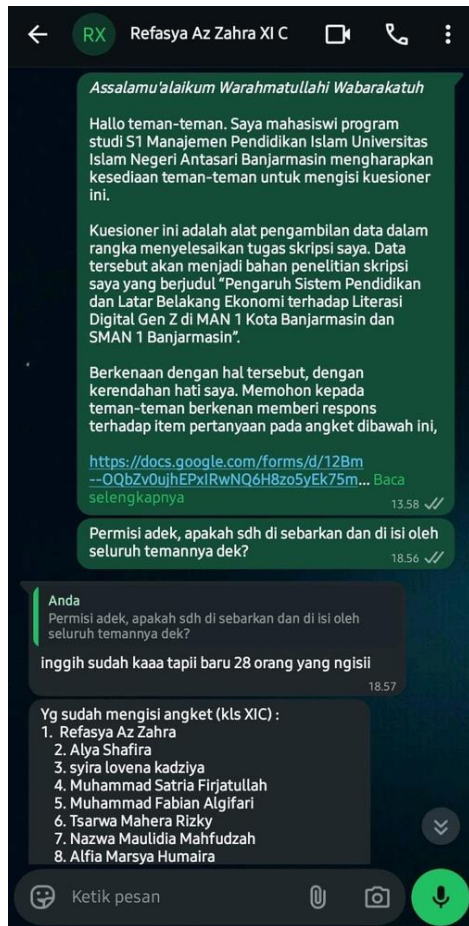 RX Refasya Az Zahra XI C
Assalamu'alaikum Warahmatullahi Wabarakatuh
Hallo teman-teman. Saya mahasiswi program
studi S1 Manajemen Pendidikan Islam Universitas
Islam Negeri Antasari Banjarmasin mengharapkan
kesediaan teman-teman untuk mengisi kuesioner
ini.
Kuesioner ini adalah alat pengambilan data dalam
rangka menyelesaikan tugas skripsi saya. Data
tersebut akan menjadi bahan penelitian skripsi
saya yang berjudul “Pengaruh Sistem Pendidikan
dan Latar Belakang Ekonomi terhadap Literasi
Digital Gen Z di MAN 1 Kota Banjarmasin dan
SMAN 1 Banjarmasin”.
Berkenaan dengan hal tersebut, dengan
kerendahan hati saya. Memohon kepada
teman-teman berkenan memberi respons
terhadap item pertanyaan pada angket dibawah ini,
https://docs.google.com/forms/d/12Bm
--OQbZv0ujhEPxIRwNQ6H8zo5yEk75m... Baca
selengkapnya
13.58
Permisi adek, apakah sdh di sebarkan dan di isi oleh
seluruh temannya dek?
18.56
Anda
Permisi adek, apakah sdh di sebarkan dan di isi oleh
seluruh temannya dek?
inggih sudah kaaa tapii baru 28 orang yang ngisii
18.57
Yg sudah mengisi angket (kls XIC) :
1. Refasya Az Zahra
2. Alya Shafira
3. syira lovena kadziya
4. Muhammad Satria Firjatullah
5. Muhammad Fabian Algifari
6. Tsarwa Mahera Rizky
7. Nazwa Maulidia Mahfudzah
8. Alfia Marsya Humaira
Ketik pesan